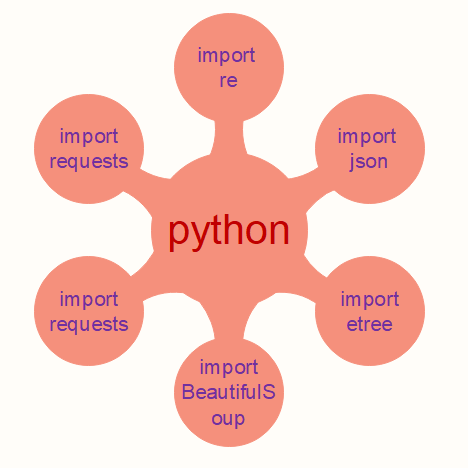 import
re
import
requests
import
json
python
import
requests
import
etree
import
BeautifulS
oup